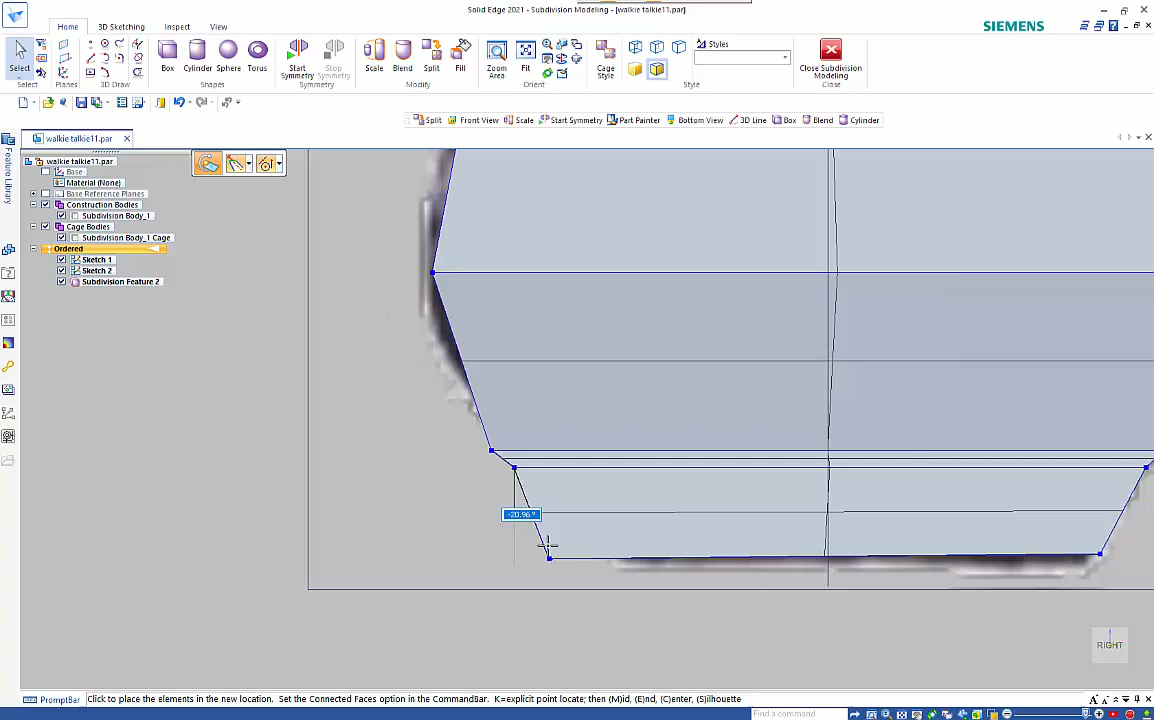 Solid Edge 2021 - Subdivision Modeling - [walkie talkie11.par]
Home 3D Sketching Inspect View
SIEMENS
Select Planes 3D Draw Box Cylinder Sphere Torus Start Symmetry Stop Symmetry Scale Blend Split Fill Zoom Area Fit Cage Style Styles Close Subdivision Modeling
Select Planes 3D Draw Shapes Symmetry Modify Orient Style Close
Split Front View Scale Start Symmetry Part Painter Bottom View 3D Line Box Blend Cylinder
walkie talkie11.par
Feature Library
walkie talkie11.par
Base
Material (None)
Base Reference Planes
Construction Bodies
Subdivision Body_1
Cage Bodies
Subdivision Body_1 Cage
Ordered
Sketch 1
Sketch 2
Subdivision Feature 2
-20.96 °
RIGHT
PromptBar Click to place the elements in the new location. Set the Connected Faces option in the CommandBar. K=explicit point locate; then (M)id, (E)nd, (C)enter, (S)ilhouette
Find a command